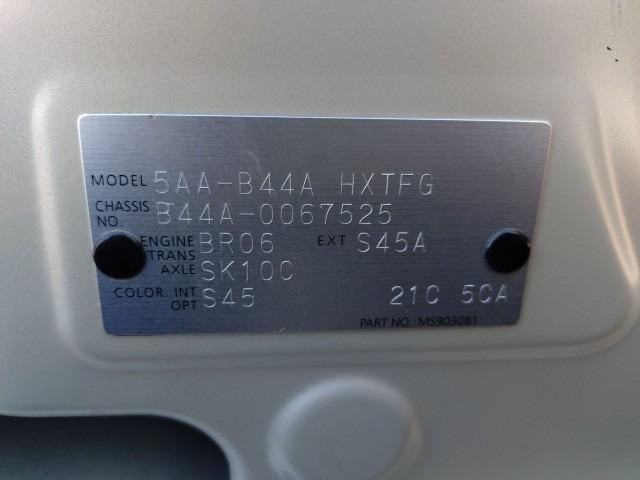 MODEL 5AA-B44A HXTFG
CHASSIS NO. B44A-0067525
ENGINE BR06 EXT S45A
TRANS AXLE SK10C
COLOR. INT OPT S45 21C 5CA
PART NO.: MS903081